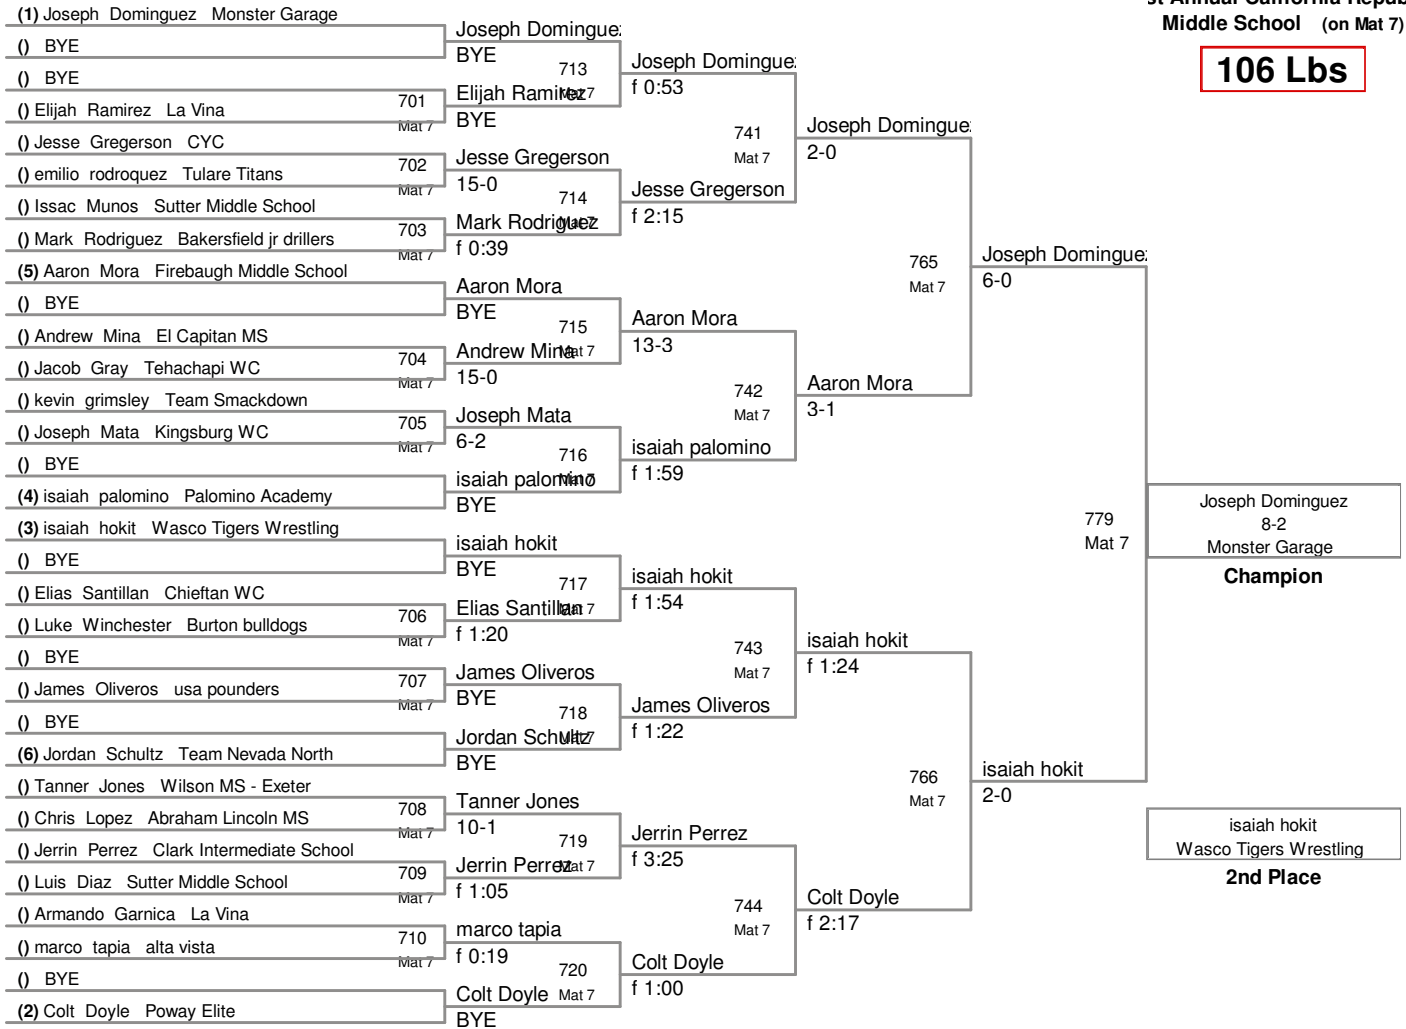 st Annual California Repub
Middle School (on Mat 7)
106 Lbs
(1) Joseph Dominguez Monster Garage
() BYE
() BYE
() Elijah Ramirez La Vina
() Jesse Gregerson CYC
() emilio rodroquez Tulare Titans
() Issac Munos Sutter Middle School
() Mark Rodriguez Bakersfield jr drillers
(5) Aaron Mora Firebaugh Middle School
() BYE
() Andrew Mina El Capitan MS
() Jacob Gray Tehachapi WC
() kevin grimsley Team Smackdown
() Joseph Mata Kingsburg WC
() BYE
(4) isaiah palomino Palomino Academy
(3) isaiah hokit Wasco Tigers Wrestling
() BYE
() Elias Santillan Chieftan WC
() Luke Winchester Burton bulldogs
() BYE
() James Oliveros usa pounders
() BYE
(6) Jordan Schultz Team Nevada North
() Tanner Jones Wilson MS - Exeter
() Chris Lopez Abraham Lincoln MS
() Jerrin Perrez Clark Intermediate School
() Luis Diaz Sutter Middle School
() Armando Garnica La Vina
() marco tapia alta vista
() BYE
(2) Colt Doyle Poway Elite
701
Mat 7
702
Mat 7
703
Mat 7
704
Mat 7
705
Mat 7
706
Mat 7
707
Mat 7
708
Mat 7
709
Mat 7
710
Mat 7
Joseph Dominguez
BYE
713
Mat 7
Elijah Ramirez
BYE
Jesse Gregerson
15-0
714
Mat 7
Mark Rodriguez
f 0:39
Aaron Mora
BYE
715
Mat 7
Andrew Mina
15-0
Joseph Mata
6-2
716
Mat 7
isaiah palomino
BYE
isaiah hokit
BYE
717
Mat 7
Elias Santillan
f 1:20
James Oliveros
BYE
718
Mat 7
Jordan Schultz
BYE
Tanner Jones
10-1
719
Mat 7
Jerrin Perrez
f 1:05
marco tapia
f 0:19
720
Mat 7
Colt Doyle
BYE
Joseph Dominguez
f 0:53
741
Mat 7
Jesse Gregerson
f 2:15
Aaron Mora
13-3
742
Mat 7
isaiah palomino
f 1:59
isaiah hokit
f 1:54
743
Mat 7
James Oliveros
f 1:22
Jerrin Perrez
f 3:25
744
Mat 7
Colt Doyle
f 1:00
Joseph Dominguez
2-0
765
Mat 7
Aaron Mora
3-1
isaiah hokit
f 1:24
766
Mat 7
Colt Doyle
f 2:17
Joseph Dominguez
6-0
779
Mat 7
isaiah hokit
2-0
Joseph Dominguez
8-2
Monster Garage
Champion
isaiah hokit
Wasco Tigers Wrestling
2nd Place